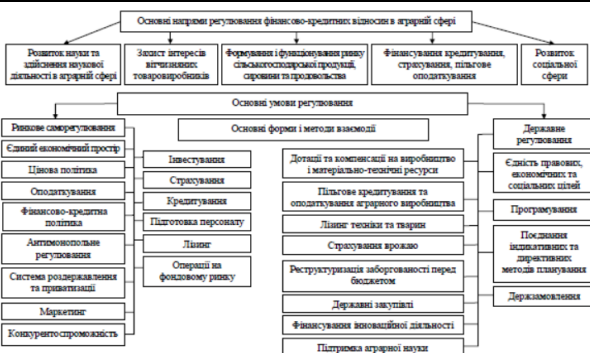 Основні напрями регулювання фінансово-кредитних відносин в аграрній сфері
Розвиток науки та
здійснення наукової
діяльності в аграрній сфері
Захист інтересів
вітчизняних
товаровиробників
Формування і функціонування ринку
сільськогосподарської продукції,
сировини та продовольства
Фінансування кредитування,
страхування, пільгове
оподаткування
Розвиток
соціальної
сфери
Основні умови регулювання
Ринкове саморегулювання
Єдиний економічний простір
Цінова політика
Оподаткування
Фінансово-кредитна
політика
Антимонопольне
регулювання
Система роздержавлення
та приватизації
Маркетинг
Конкурентоспроможність
Основні форми і методи взаємодії
Інвестування
Страхування
Кредитування
Підготовка персоналу
Лізинг
Операції на
фондовому ринку
Дотації та компенсації на виробництво
і матеріально-технічні ресурси
Пільгове кредитування та
оподаткування аграрного виробництва
Лізинг техніки та тварин
Страхування врожаю
Реструктуризація заборгованості перед
бюджетом
Державні закупівлі
Фінансування інноваційної діяльності
Підтримка аграрної науки
Державне
регулювання
Єдність правових,
економічних та
соціальних цілей
Програмування
Поєднання
індикативних та
директивних
методів планування
Держзамовлення